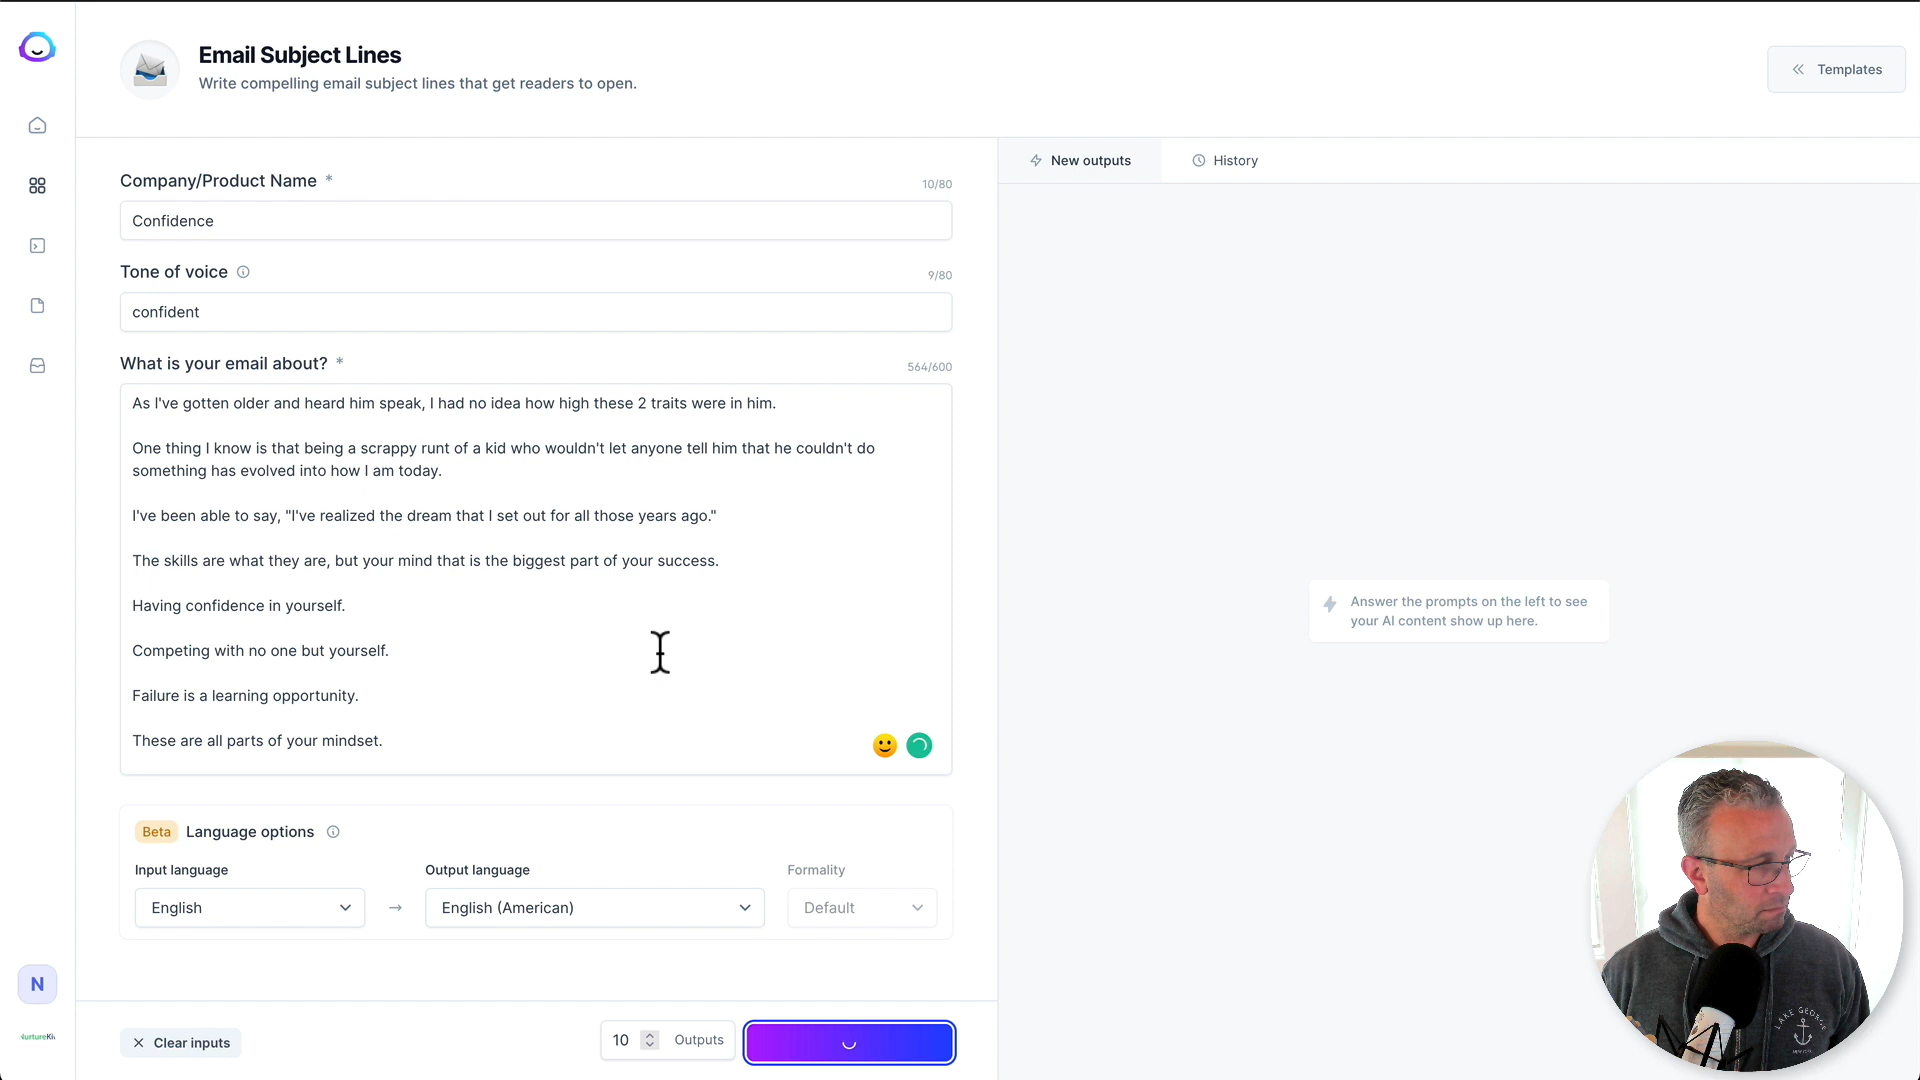 Email Subject Lines
Write compelling email subject lines that get readers to open.
Templates
Company/Product Name *
10/80
Confidence
Tone of voice
9/80
confident
What is your email about? *
564/600
As I've gotten older and heard him speak, I had no idea how high these 2 traits were in him.
One thing I know is that being a scrappy runt of a kid who wouldn't let anyone tell him that he couldn't do
something has evolved into how I am today.
I've been able to say, "I've realized the dream that I set out for all those years ago."
The skills are what they are, but your mind that is the biggest part of your success.
Having confidence in yourself.
Competing with no one but yourself.
Failure is a learning opportunity.
These are all parts of your mindset.
Beta Language options
Input language
Output language
Formality
English
→
English (American)
Default
Clear inputs
10
Outputs
New outputs
History
Answer the prompts on the left to see
your AI content show up here.
N
LAKE GEORGE